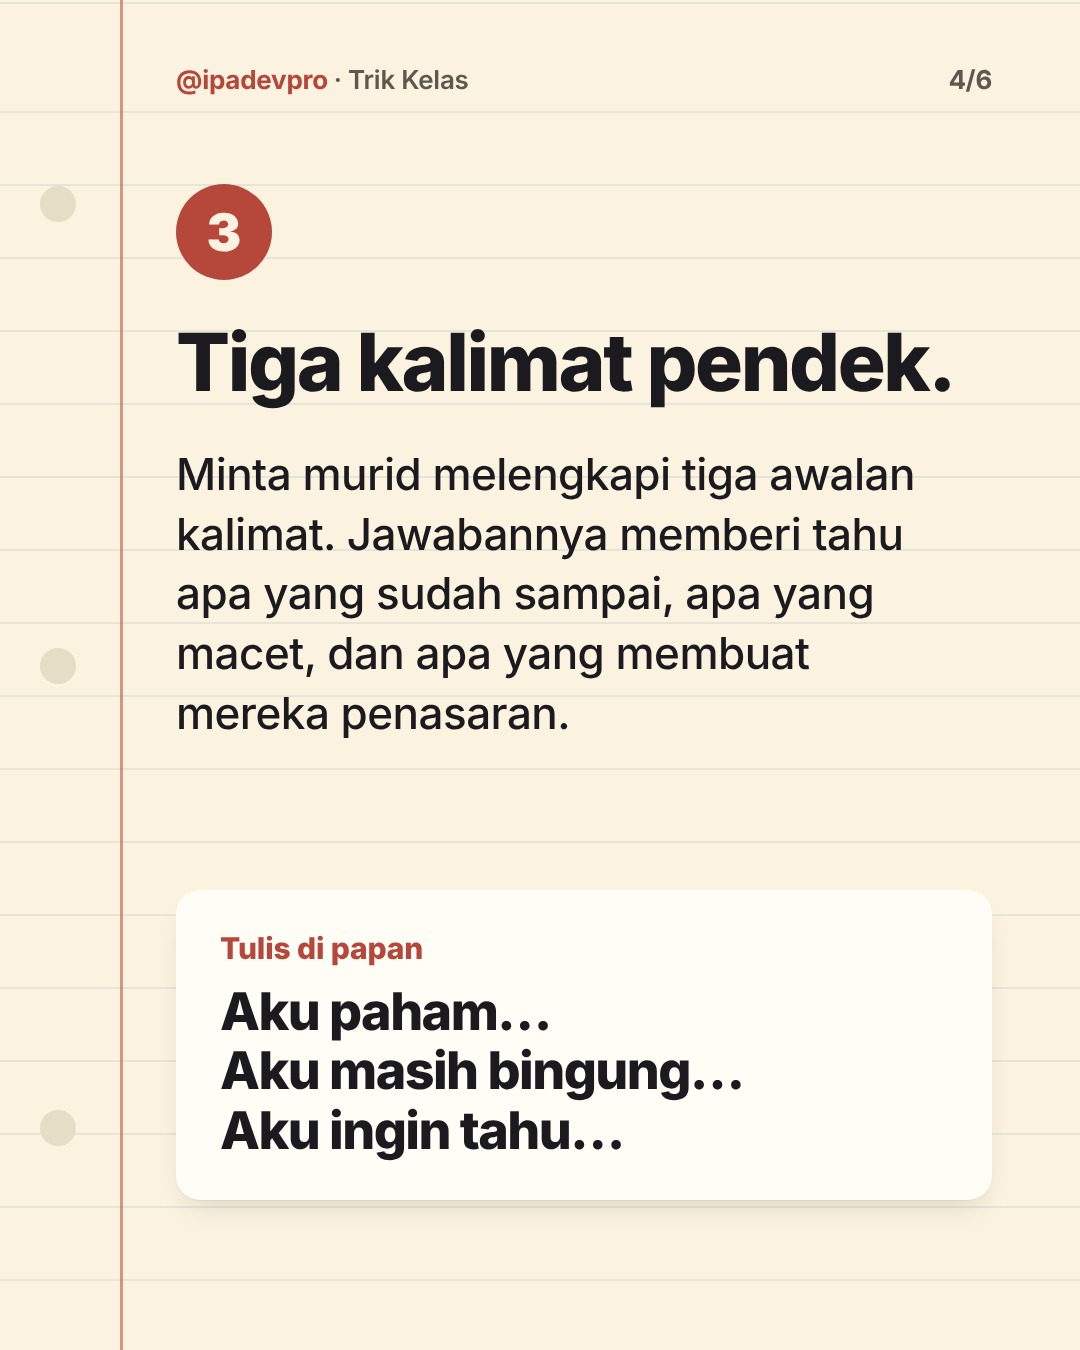 @ipadevpro · Trik Kelas
4/6
3
Tiga kalimat pendek.
Minta murid melengkapi tiga awalan
kalimat. Jawabannya memberi tahu
apa yang sudah sampai, apa yang
macet, dan apa yang membuat
mereka penasaran.
Tulis di papan
Aku paham…
Aku masih bingung…
Aku ingin tahu…